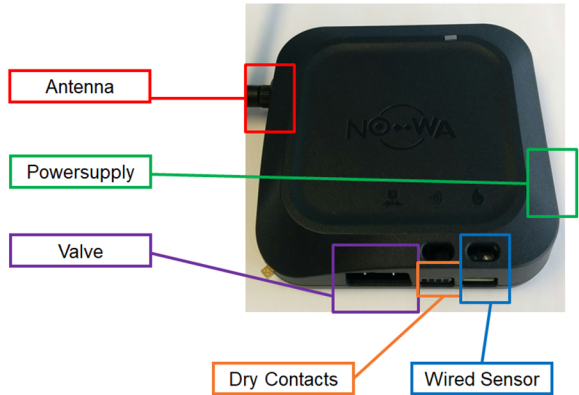 Antenna
NO WA
Powersupply
Valve
Dry Contacts
Wired Sensor